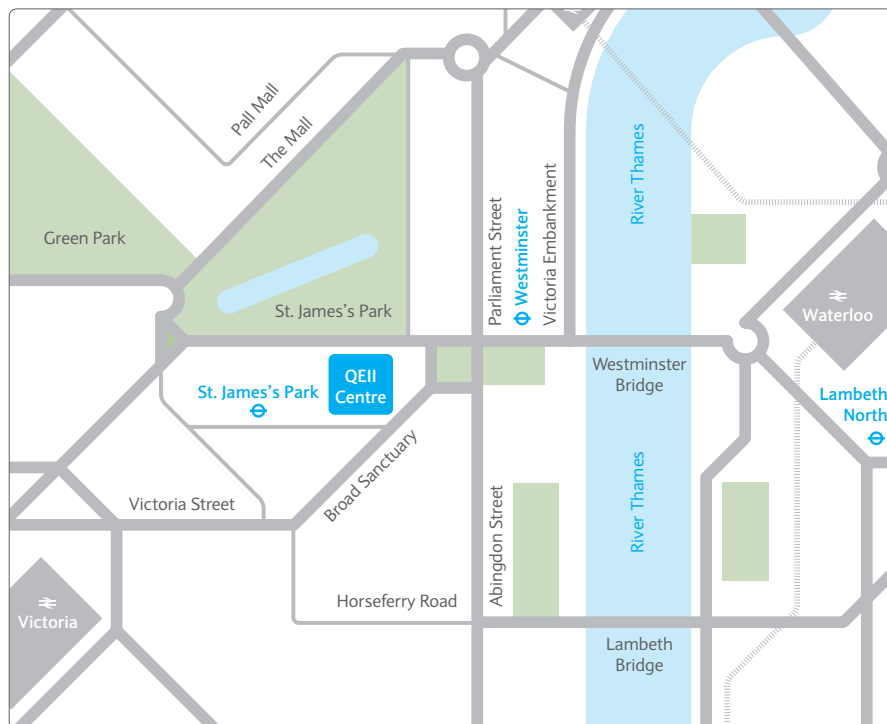 Pall Mall
The Mall
River Thames
Green Park
Parliament Street
Westminster
Victoria Embankment
St. James's Park
Waterloo
Westminster
Bridge
QEII
Centre
St. James's Park
Lambeth
North
Broad Sanctuary
Victoria Street
River Thames
Abingdon Street
Horseferry Road
Victoria
Lambeth
Bridge